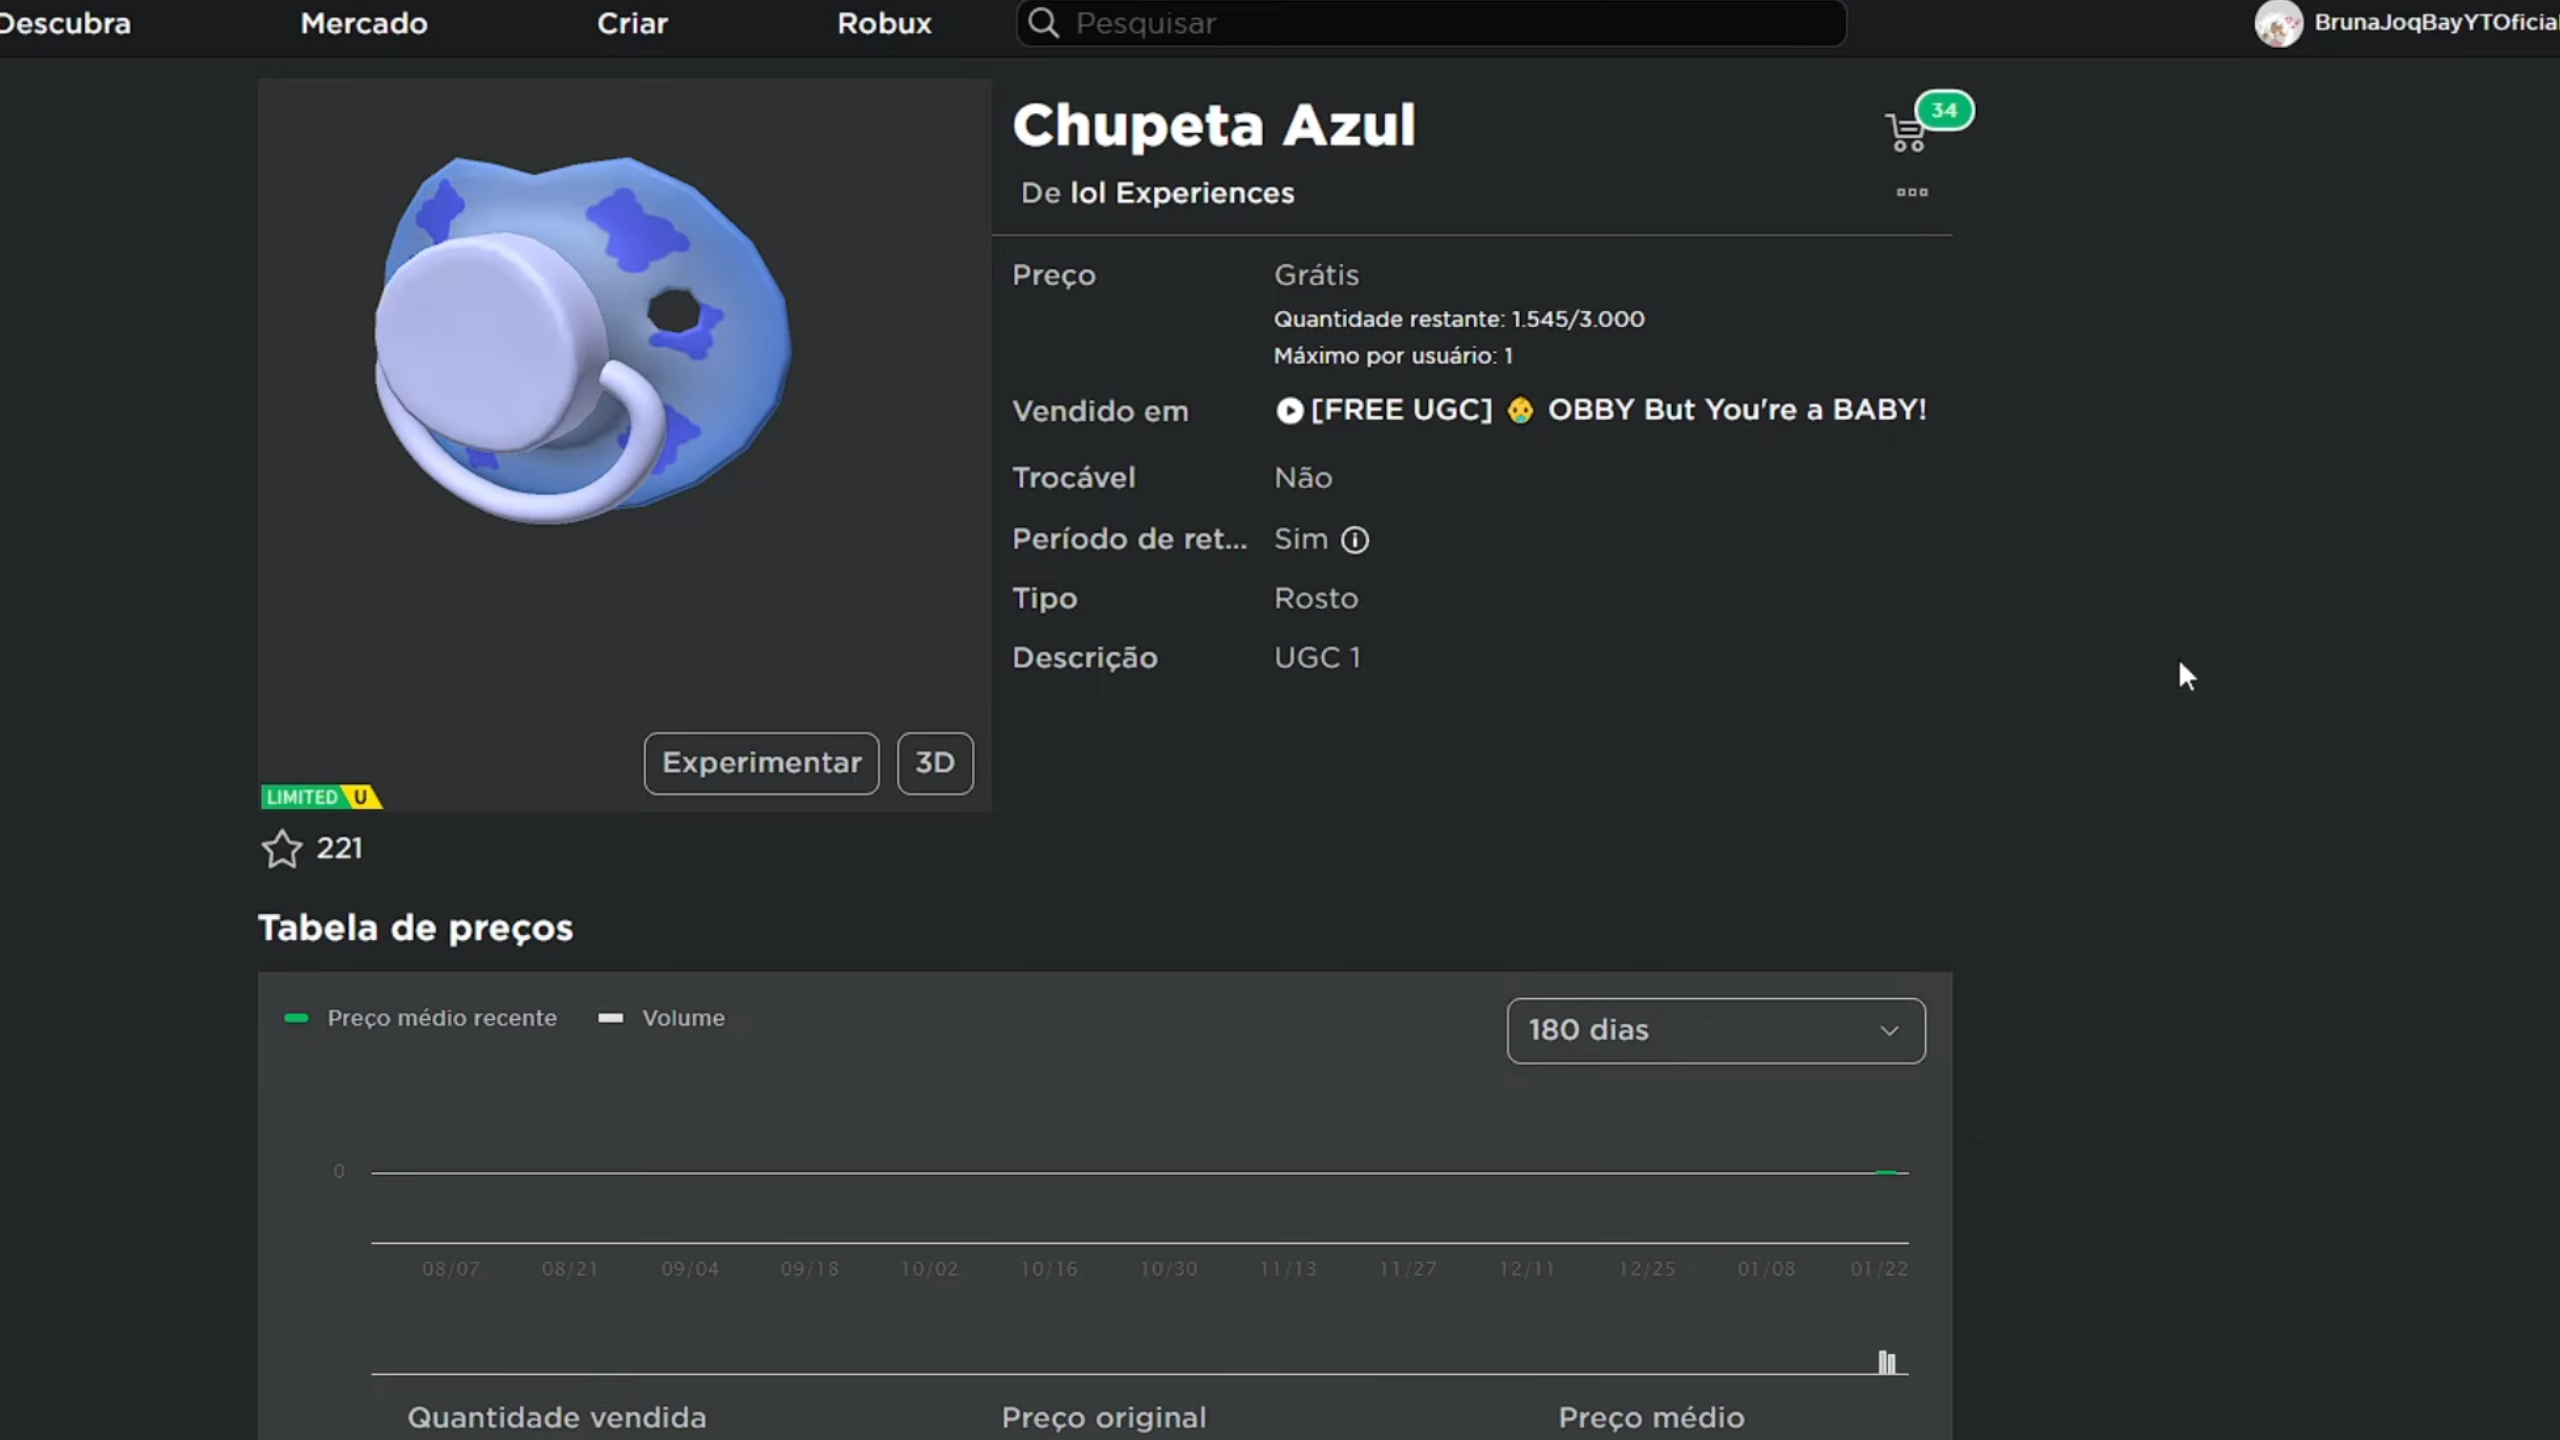 Descubra
Mercado
Criar
Robux
Pesquisar
BrunaJoqBayYTOficial
Chupeta Azul
34
De lol Experiences
Preço
Grátis
Quantidade restante: 1.545/3.000
Máximo por usuário: 1
Vendido em
[FREE UGC] 👶 OBBY But You're a BABY!
Trocável
Não
Período de ret...
Sim
Tipo
Rosto
Descrição
UGC 1
Experimentar
3D
LIMITED U
221
Tabela de preços
Preço médio recente
Volume
180 dias
0
08/07 08/21 09/04 09/18 10/02 10/16 10/30 11/13 11/27 12/11 12/25 01/08 01/22
Quantidade vendida
Preço original
Preço médio